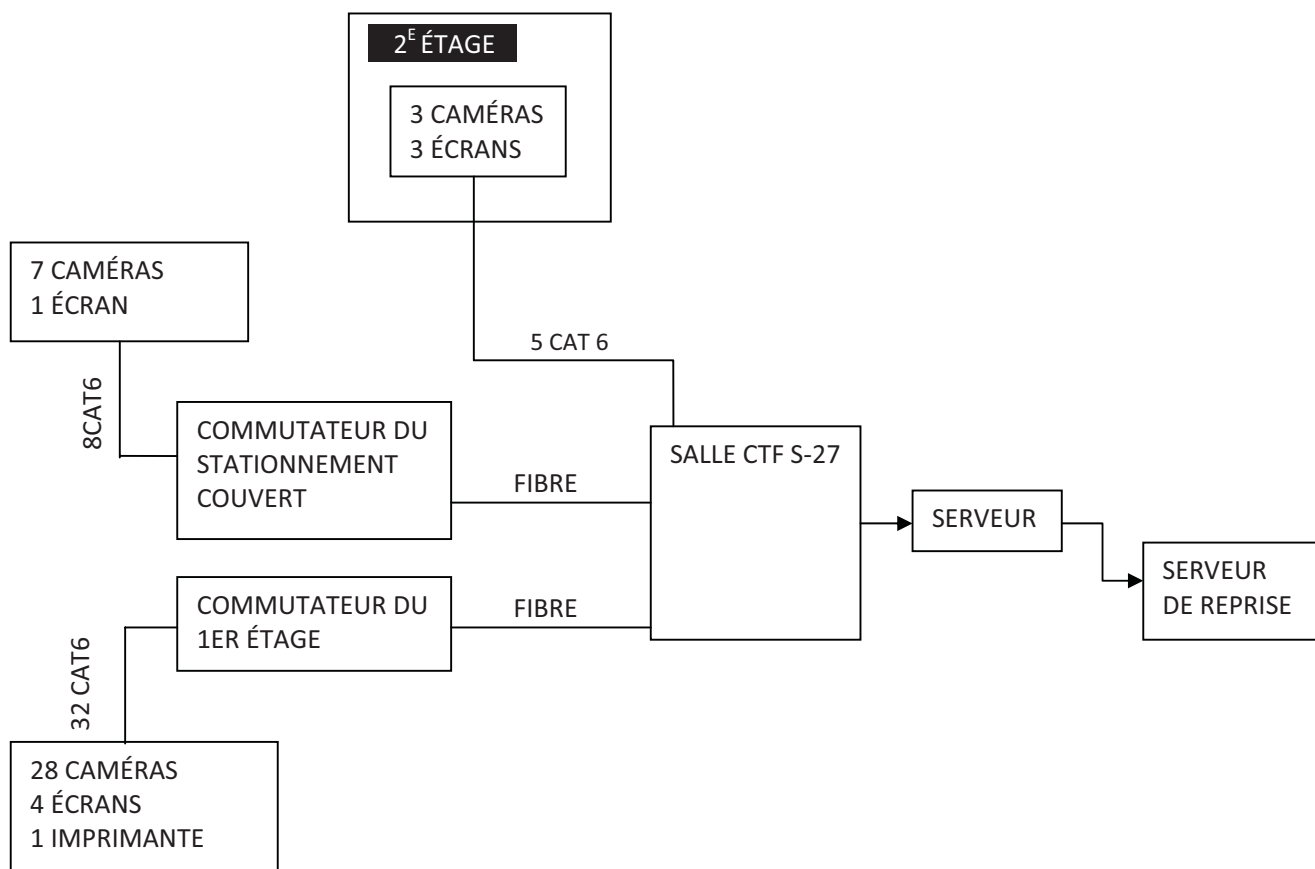 2E ÉTAGE
3 CAMÉRAS
3 ÉCRANS
7 CAMÉRAS
1 ÉCRAN
5 CAT 6
8CAT6
COMMUTATEUR DU
STATIONNEMENT
COUVERT
FIBRE
SALLE CTF S-27
SERVEUR
SERVEUR
DE REPRISE
COMMUTATEUR DU
1ER ÉTAGE
FIBRE
32 CAT6
28 CAMÉRAS
4 ÉCRANS
1 IMPRIMANTE